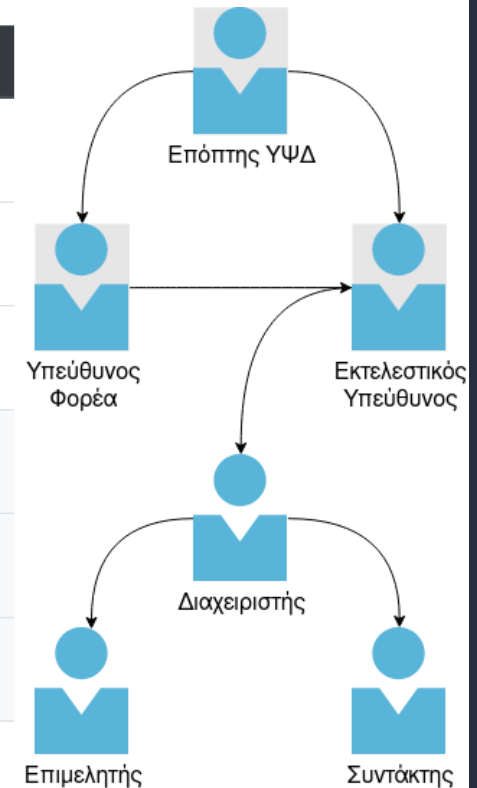 Επόπτης ΥΨΔ
Υπεύθυνος
Φορέα
Εκτελεστικός
Υπεύθυνος
Διαχειριστής
Επιμελητής
Συντάκτης